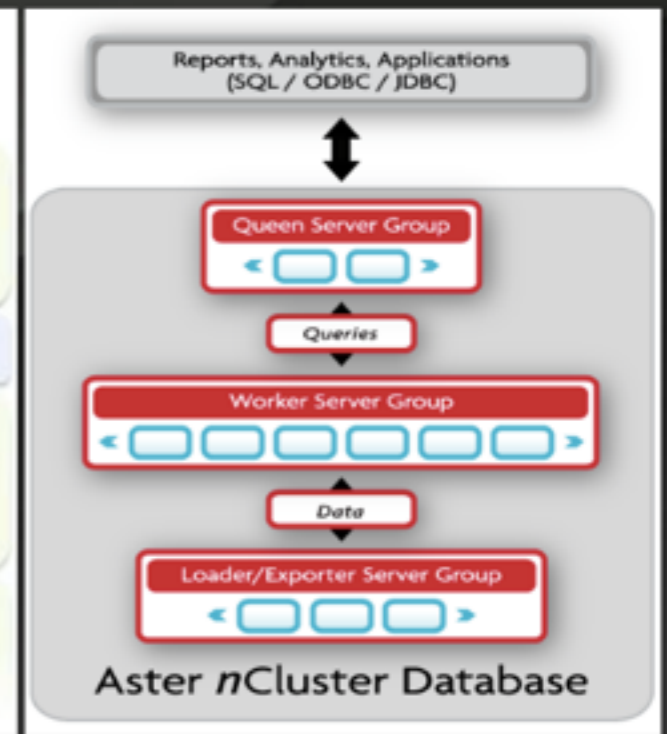 Reports, Analytics, Applications
(SQL / ODBC / JDBC)
Queen Server Group
Queries
Worker Server Group
Data
Loader/Exporter Server Group
Aster nCluster Database